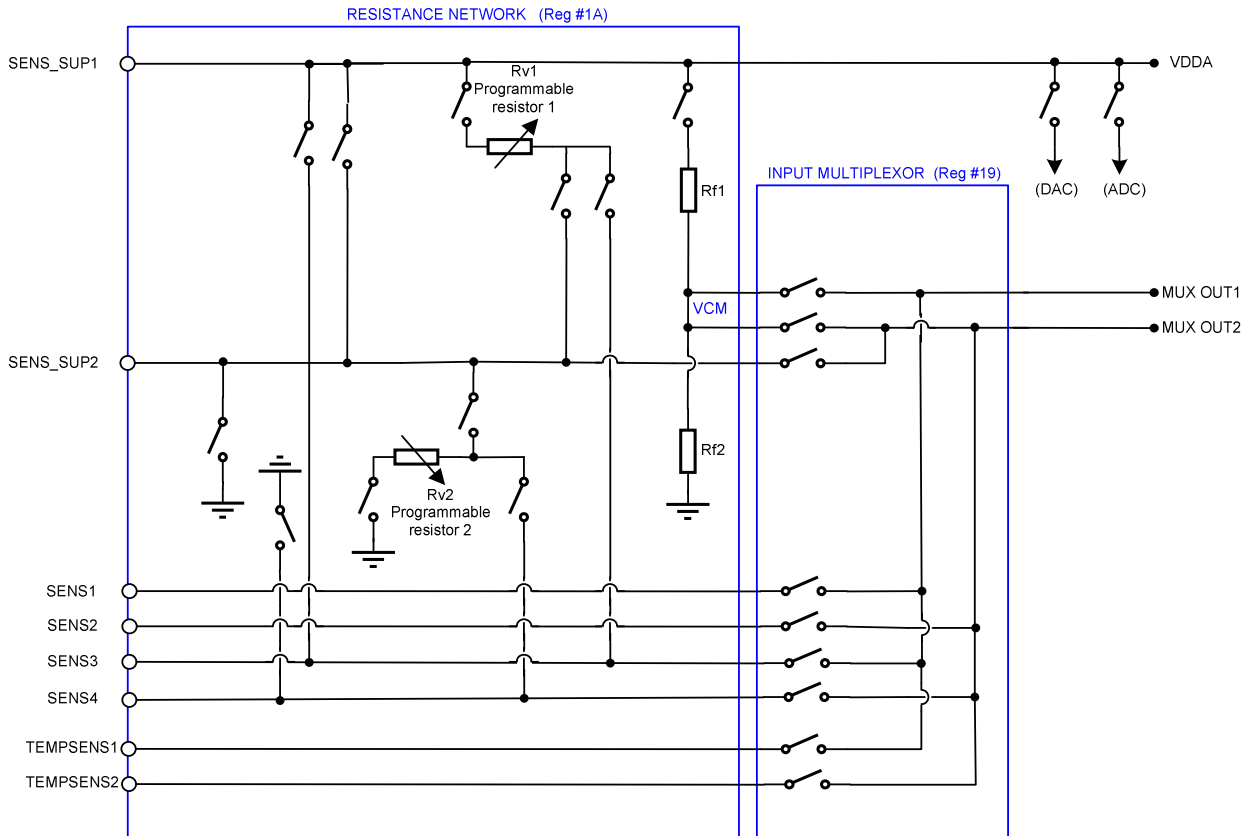 RESISTANCE NETWORK (Reg #1A)
SENS_SUP1
VDDA
Rv1
Programmable
resistor 1
INPUT MULTIPLEXOR (Reg #19)
(DAC)
(ADC)
Rf1
MUX OUT1
VCM
MUX OUT2
SENS_SUP2
Rf2
Rv2
Programmable
resistor 2
SENS1
SENS2
SENS3
SENS4
TEMPSENS1
TEMPSENS2